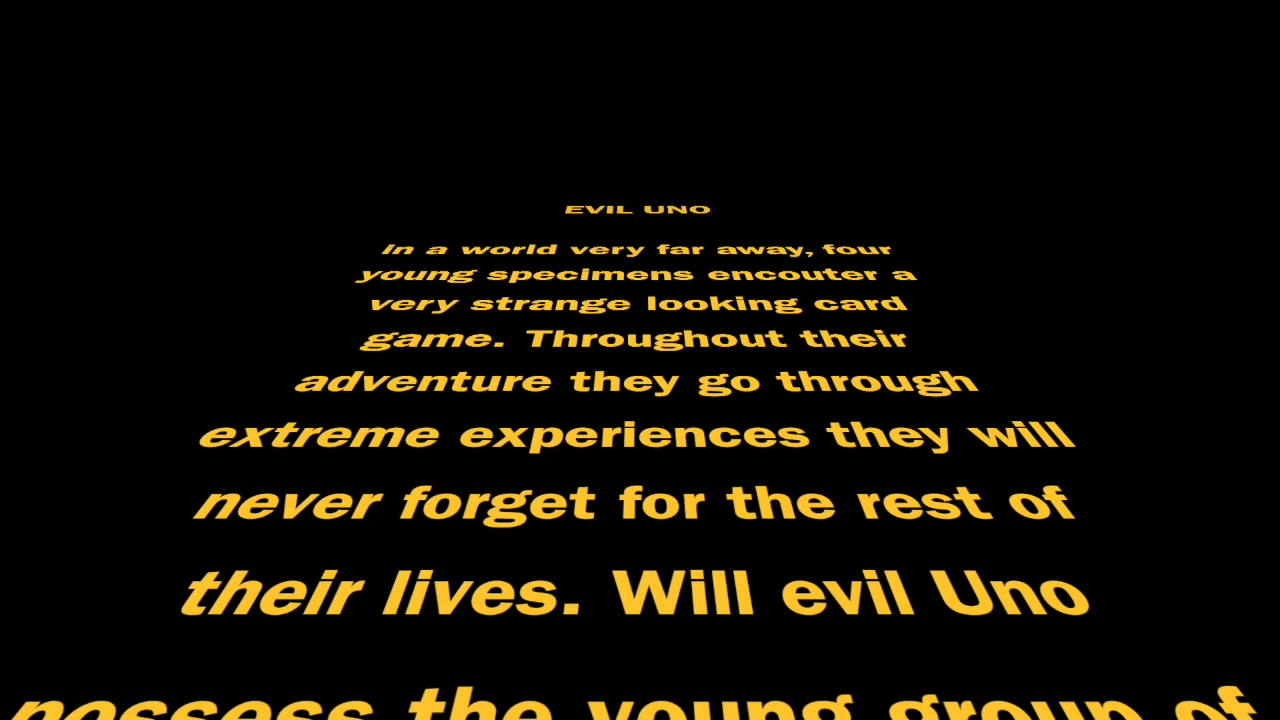 EVIL UNO
In a world very far away, four
young specimens encouter a
very strange looking card
game. Throughout their
adventure they go through
extreme experiences they will
never forget for the rest of
their lives. Will evil Uno
possess the young group of